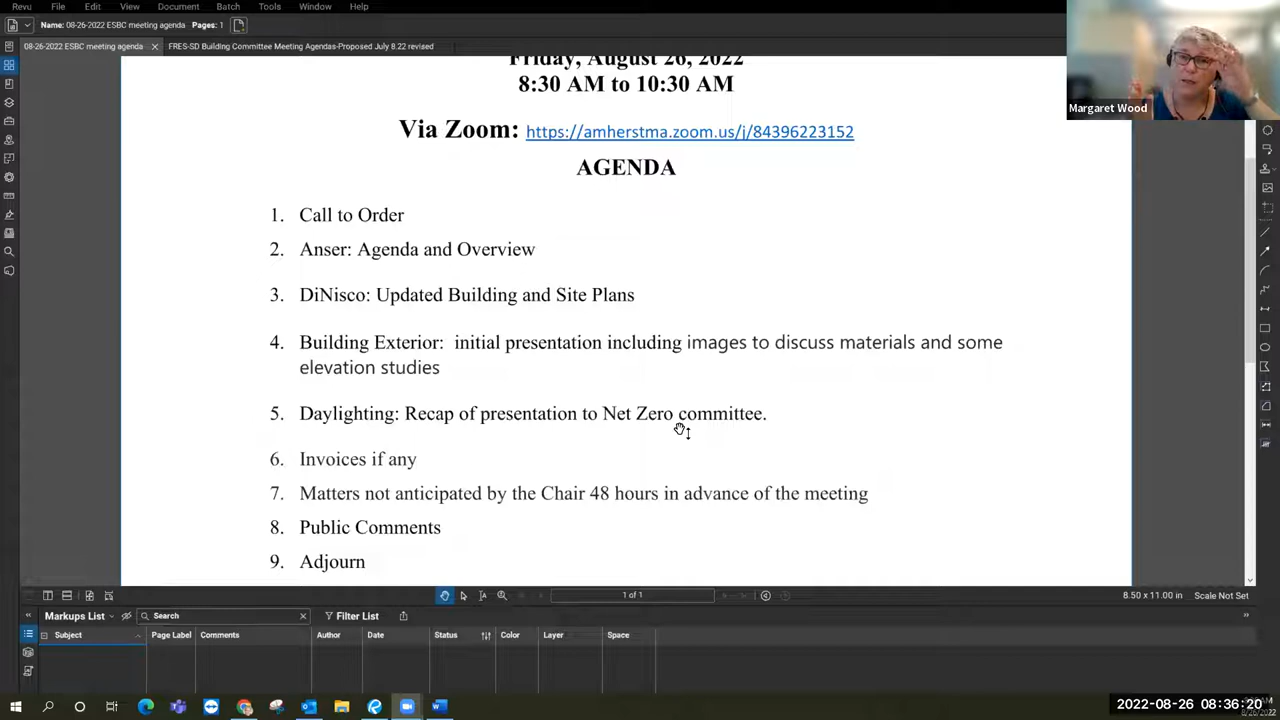 Revu File Edit View Document Batch Tools Window Help
Name: 08-26-2022 ESBC meeting agenda Pages: 1
08-26-2022 ESBC meeting agenda × FRES-SD Building Committee Meeting Agendas-Proposed July 8.22 revised
Friday, August 26, 2022
8:30 AM to 10:30 AM
Via Zoom: https://amherstma.zoom.us/j/84396223152
AGENDA
1. Call to Order
2. Anser: Agenda and Overview
3. DiNisco: Updated Building and Site Plans
4. Building Exterior: initial presentation including images to discuss materials and some
elevation studies
5. Daylighting: Recap of presentation to Net Zero committee.
6. Invoices if any
7. Matters not anticipated by the Chair 48 hours in advance of the meeting
8. Public Comments
9. Adjourn
Margaret Wood
1 of 1
8.50 x 11.00 in Scale Not Set
Markups List Search Filter List
Subject Page Label Comments Author Date Status Color Layer Space
2022-08-26 08:36:20